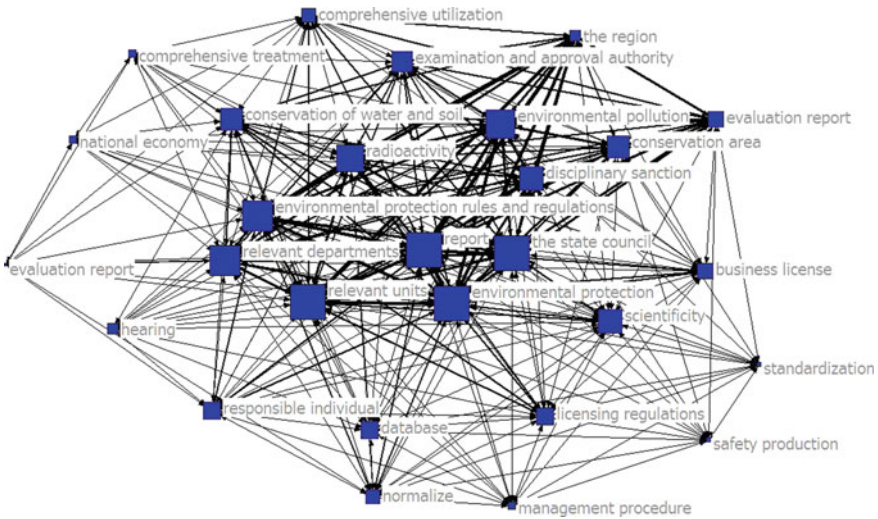 comprehensive utilization
the region
comprehensive treatment
examination and approval authority
conservation of water and soil
environmental pollution
evaluation report
national economy
radioactivity
conservation area
disciplinary sanction
environmental protection rules and regulations
relevant departments
report
the state council
evaluation report
business license
relevant units
environmental protection
hearing
scientificity
standardization
responsible individual
database
licensing regulations
safety production
normalize
management procedure